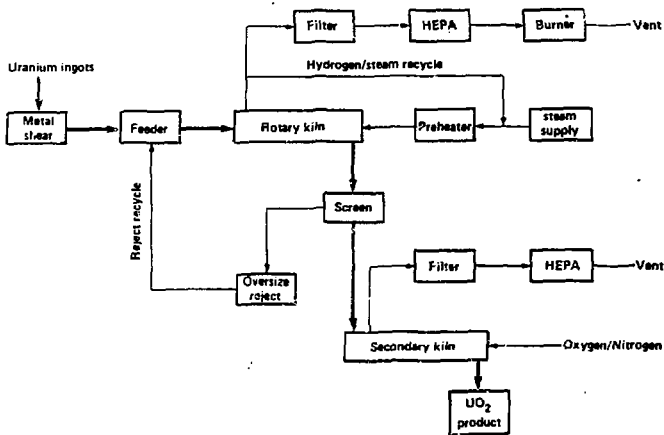 Filter
HEPA
Burner
Vent
Uranium ingots
Hydrogen/steam recycle
Metal
shear
Feeder
Rotary kiln
Preheater
steam
supply
Reject recycle
Screen
Oversize
reject
Filter
HEPA
Vent
Secondary kiln
Oxygen/Nitrogen
UO₂
product